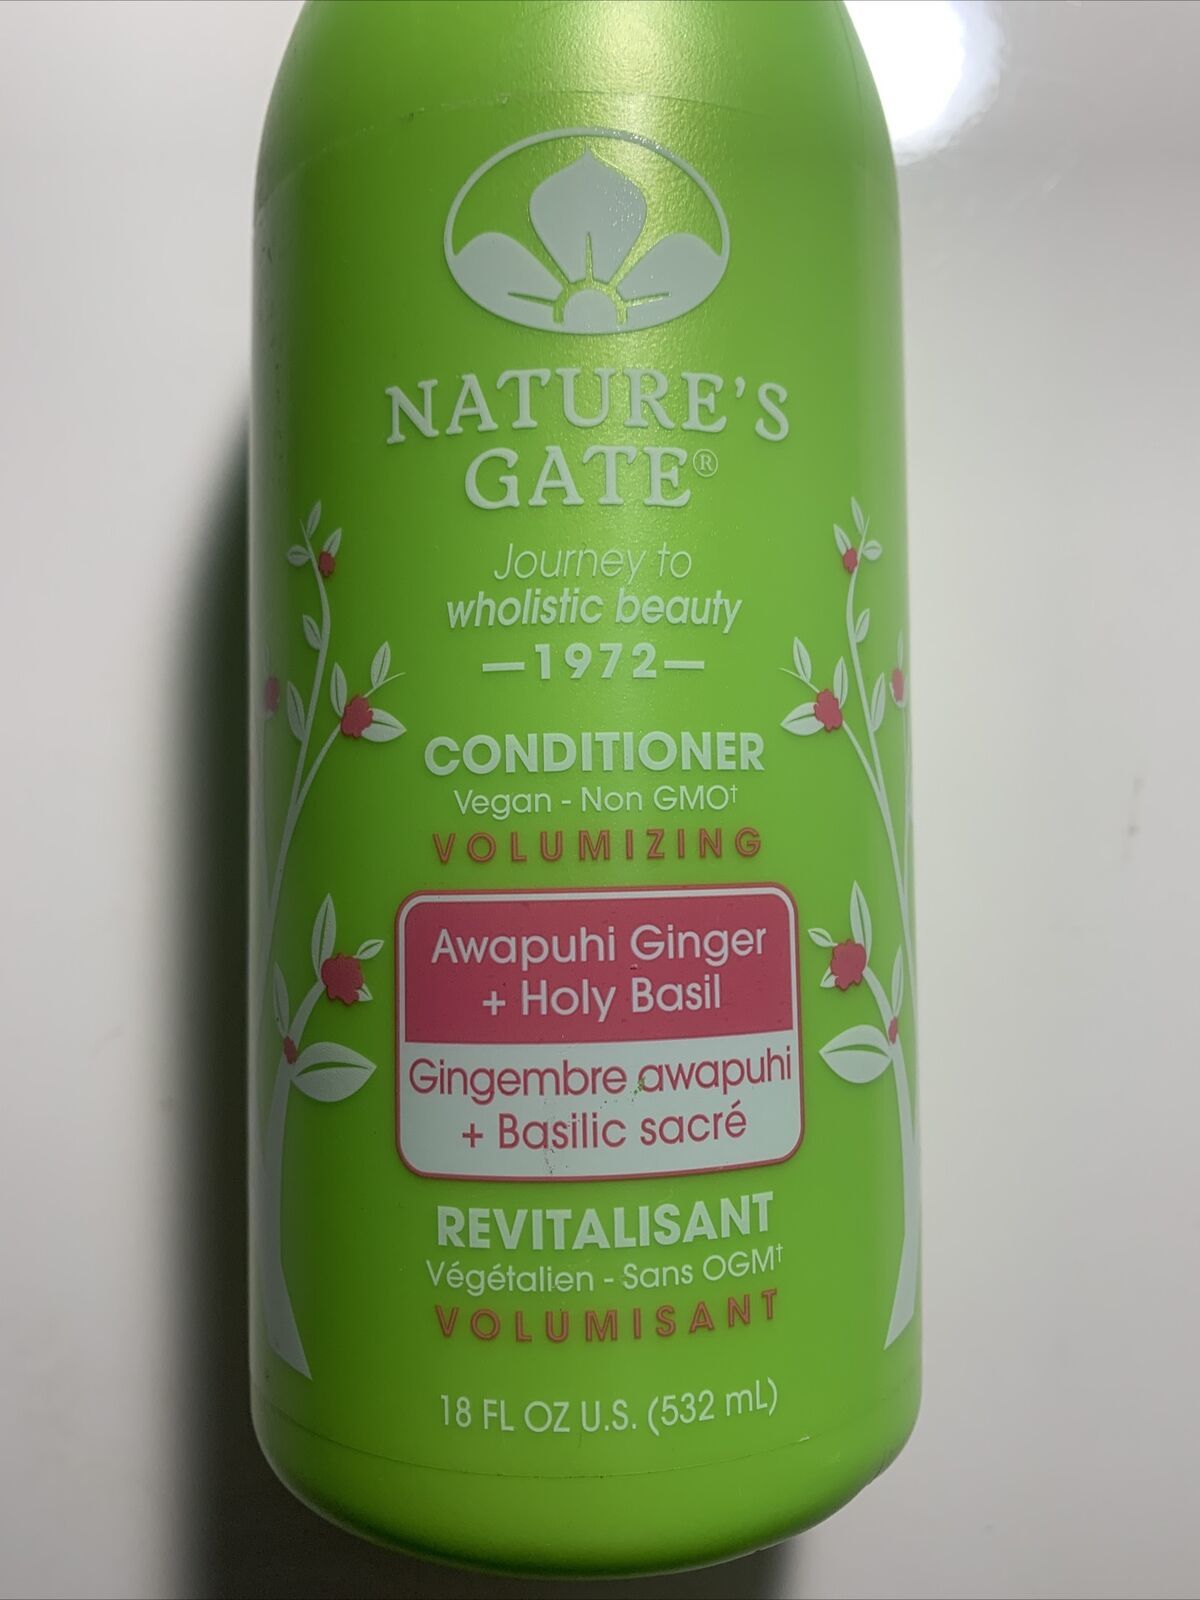 NATURE'S
GATE®
Journey to
wholistic beauty
—1972—
CONDITIONER
Vegan - Non GMO†
VOLUMIZING
Awapuhi Ginger
+ Holy Basil
Gingembre awapuhi
+ Basilic sacré
REVITALISANT
Végétalien - Sans OGM†
VOLUMISANT
18 FL OZ U.S. (532 mL)